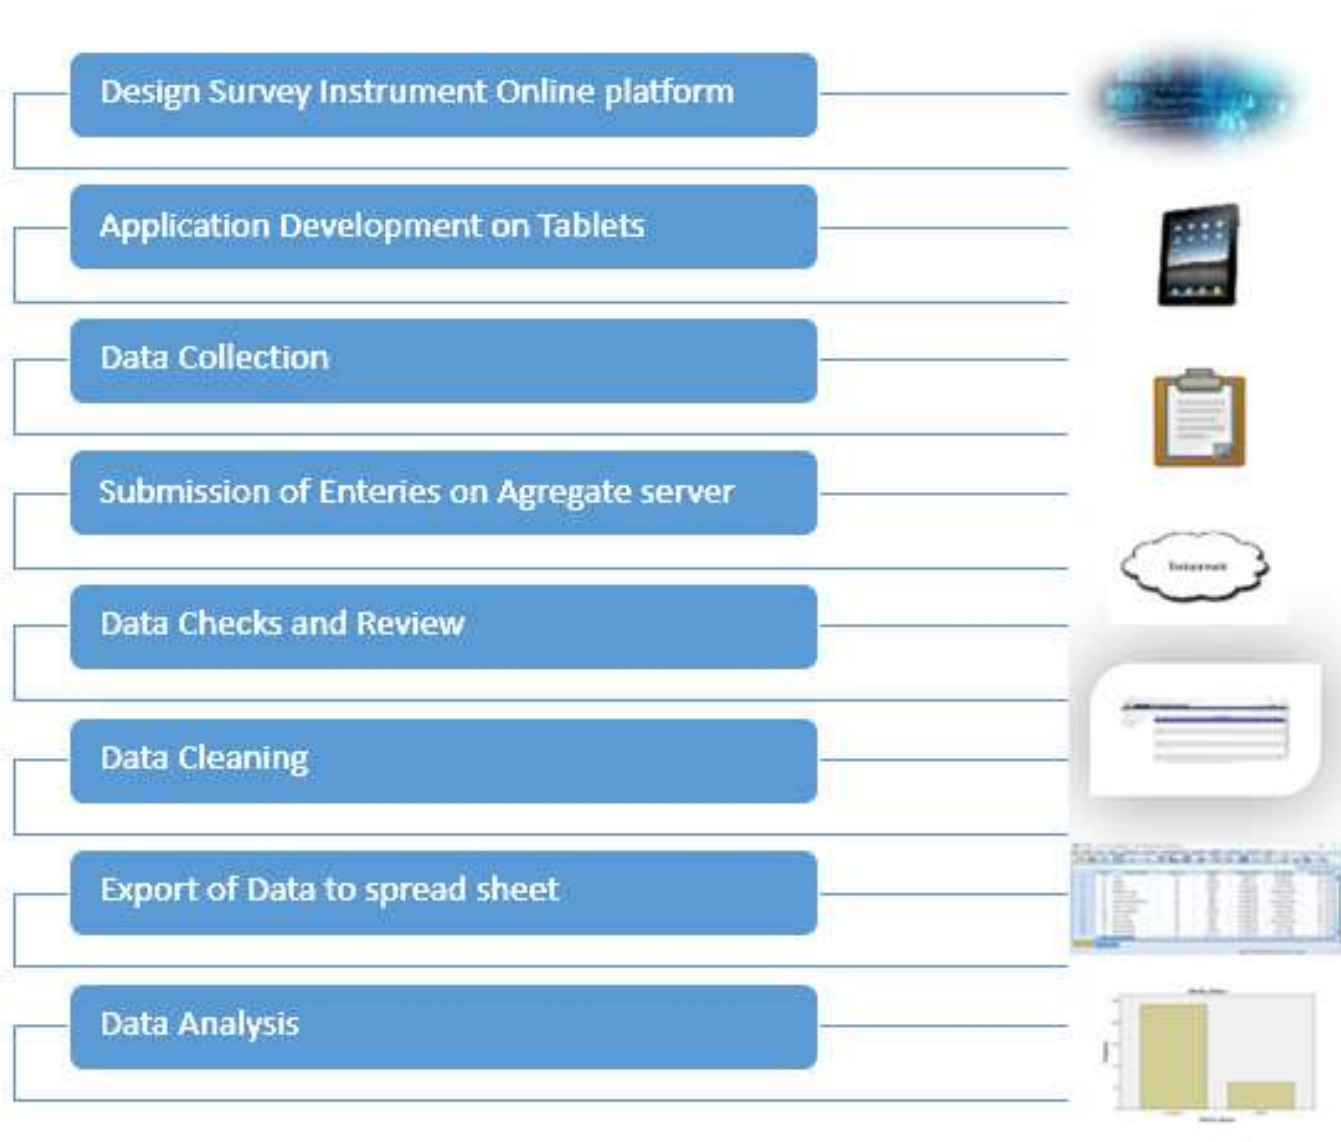 Design Survey Instrument Online platform
Application Development on Tablets
Data Collection
Submission of Enteries on Agregate server
Internet
Data Checks and Review
Data Cleaning
Export of Data to spread sheet
Data Analysis